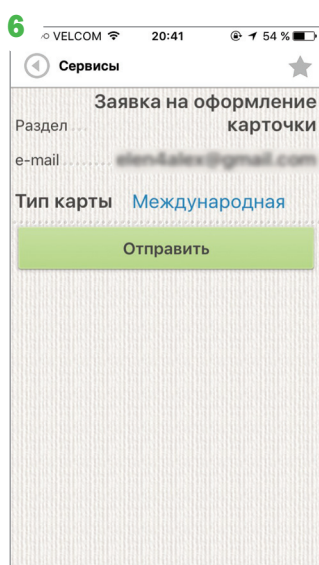 6
VELCOM 20:41 54 %
Сервисы
Заявка на оформление
Раздел... карточки
e-mail.......
Тип карты Международная
Отправить